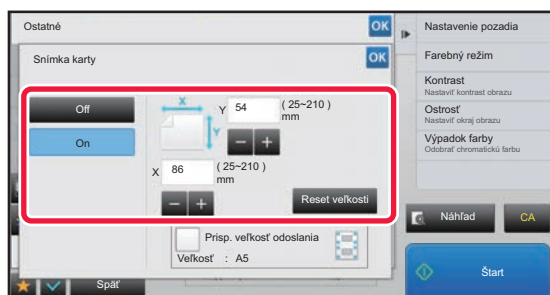 Ostatné
OK
Snímka karty
OK
Off
On
X
Y
Y 54 ( 25~210 )
mm
X 86 ( 25~210 )
mm
Reset veľkosti
Prisp. veľkosť odoslania
Veľkosť : A5
Späť
Nastavenie pozadia
Farebný režim
Kontrast
Nastaviť kontrast obrazu
Ostrosť
Nastaviť okraj obrazu
Výpadok farby
Odobrať chromatickú farbu
Náhľad
CA
Štart